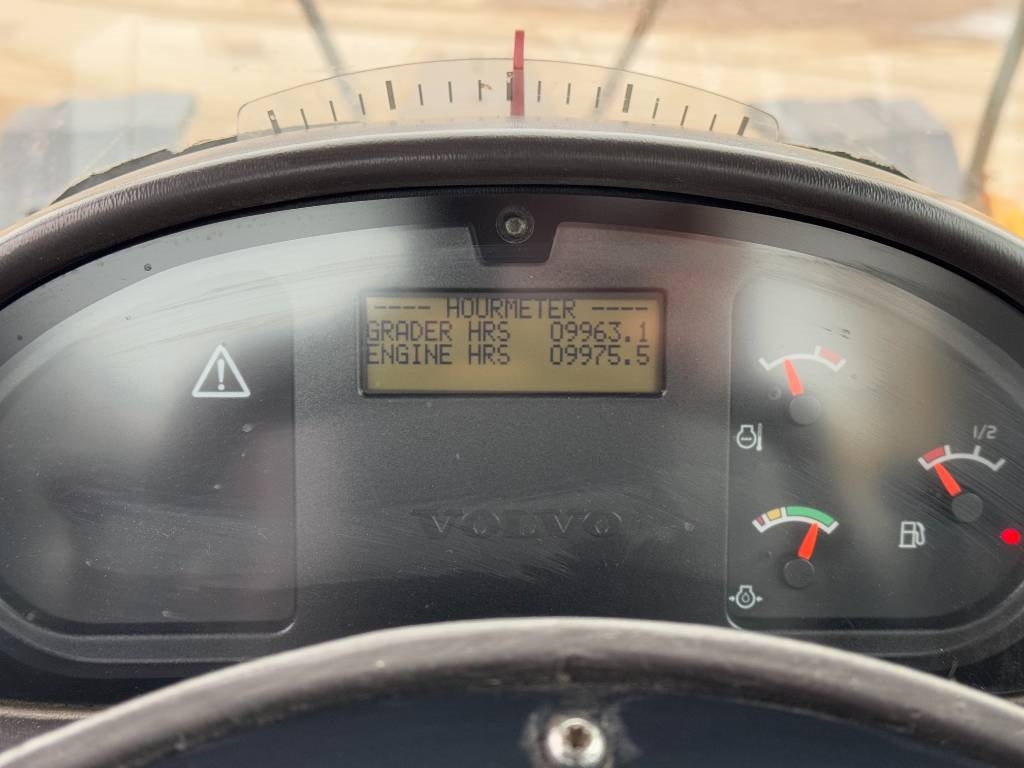 ---- HOURMETER ----
GRADER HRS 09963.1
ENGINE HRS 09975.5
1/2
VOLVO